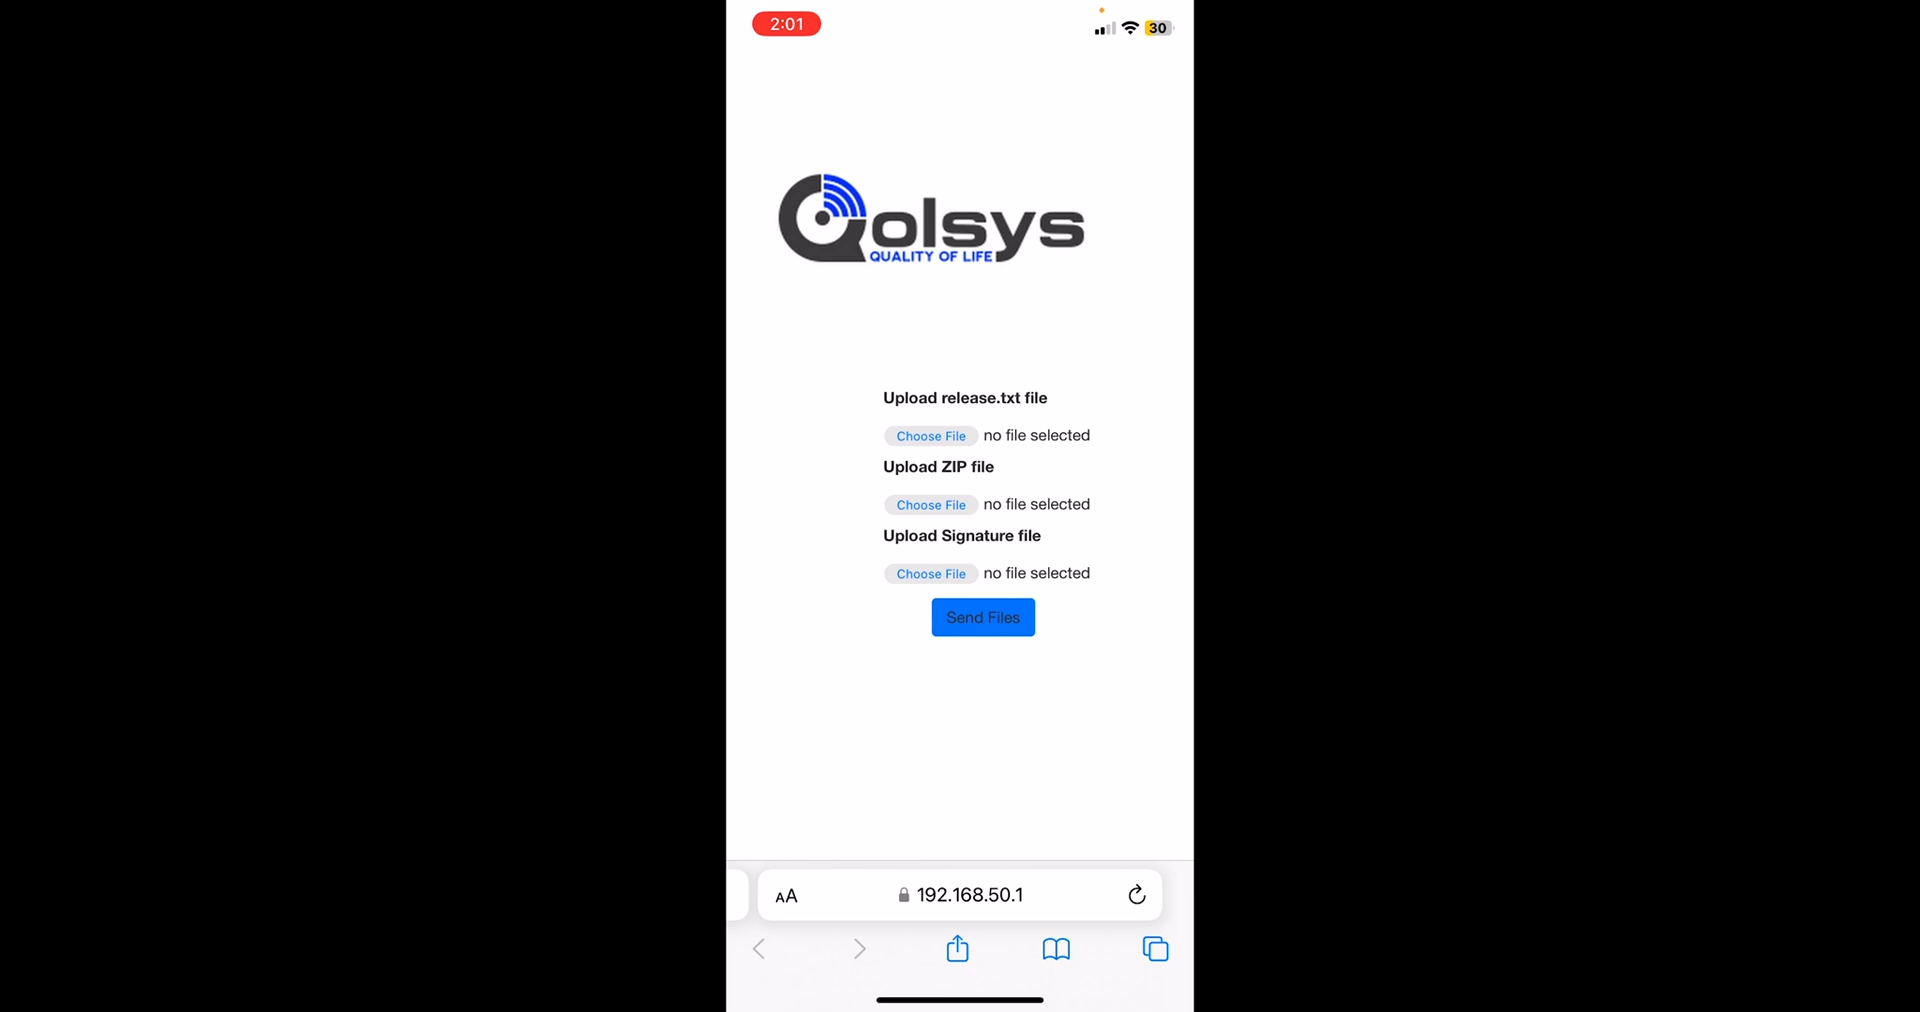 2:01
30
Qolsys
QUALITY OF LIFE
Upload release.txt file
Choose File no file selected
Upload ZIP file
Choose File no file selected
Upload Signature file
Choose File no file selected
Send Files
AA 192.168.50.1